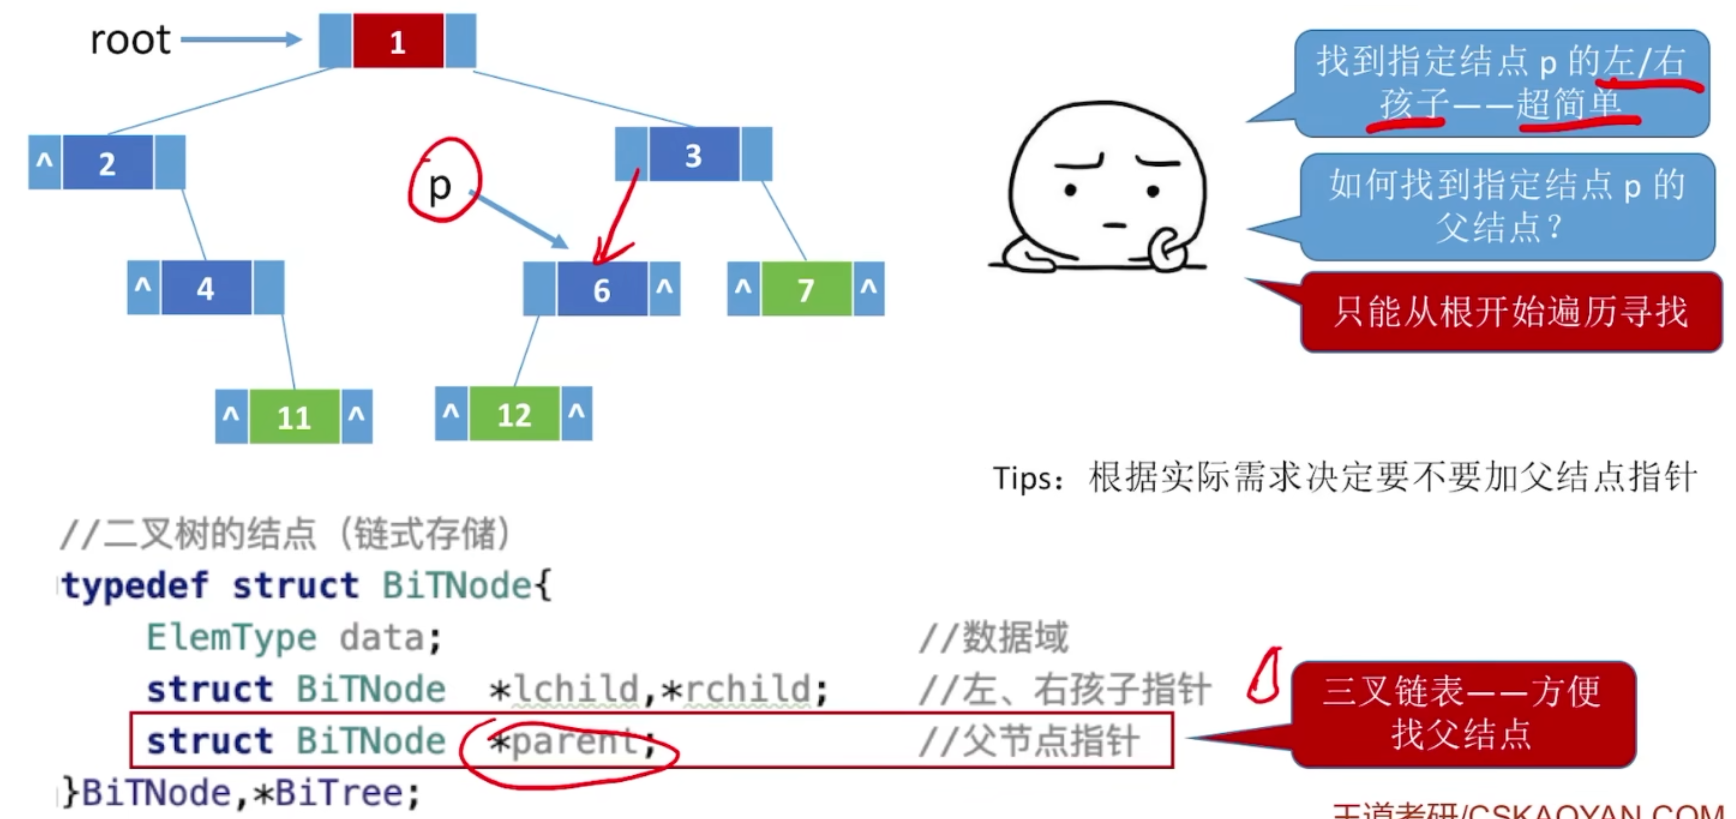 root
1
^ 2
3
p
^ 4
6 ^
^ 7 ^
^ 11 ^
^ 12 ^
找到指定结点 p 的左/右
孩子——超简单
如何找到指定结点 p 的
父结点？
只能从根开始遍历寻找
Tips：根据实际需求决定要不要加父结点指针
//二叉树的结点（链式存储）
typedef struct BiTNode{
ElemType data; //数据域
struct BiTNode *lchild,*rchild; //左、右孩子指针
struct BiTNode *parent; //父节点指针
}BiTNode,*BiTree;
三叉链表——方便
找父结点
王道考研/CSKAOYAN.COM